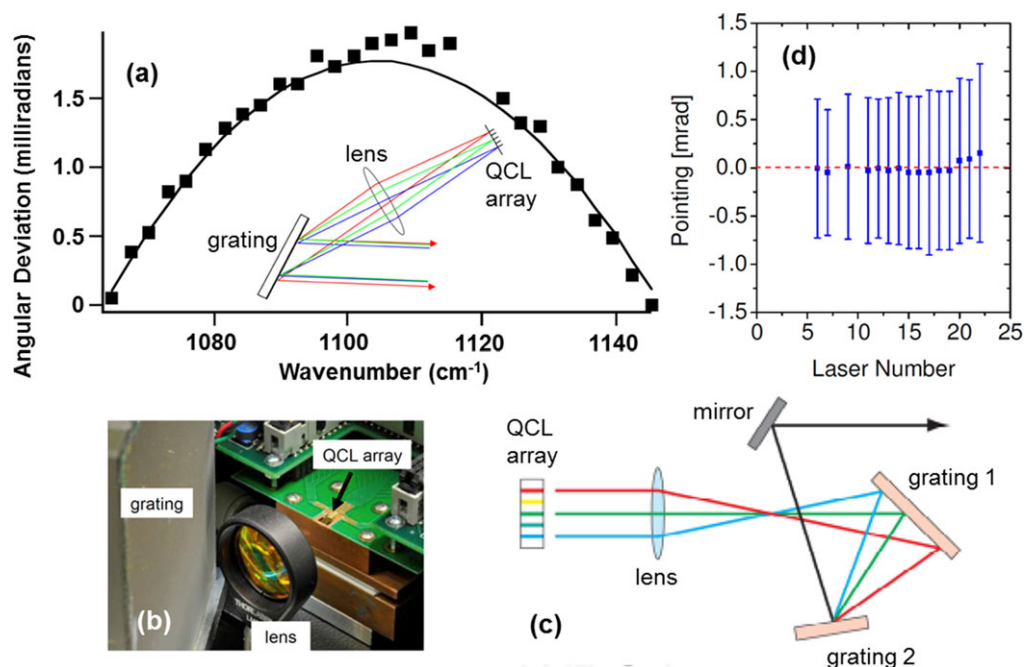 (a)
Angular Deviation (milliradians)
1.5
1.0
0.5
0
1080
1100
1120
1140
Wavenumber (cm-1)
lens
QCL
array
grating
(d)
Pointing [mrad]
1.5
1.0
0.5
0.0
-0.5
-1.0
-1.5
0
5
10
15
20
25
Laser Number
grating
QCL array
(b)
lens
QCL
array
lens
mirror
grating 1
(c)
grating 2